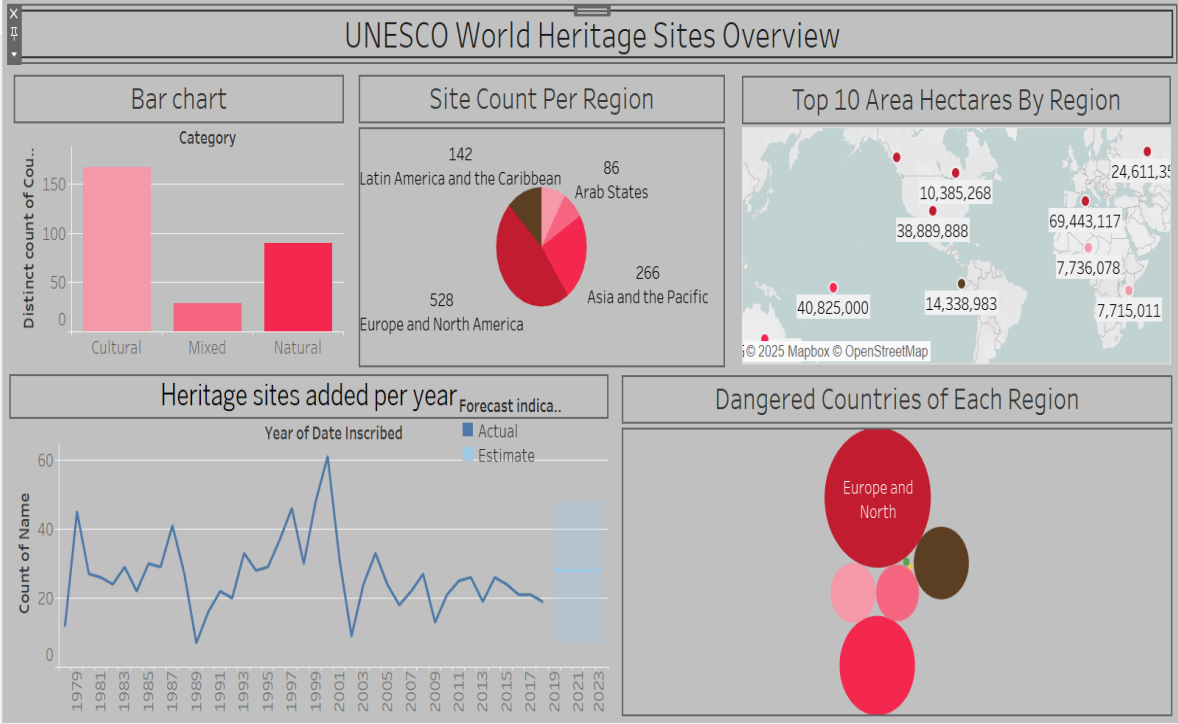 UNESCO World Heritage Sites Overview
Bar chart
Category
Distinct count of Cou..
150
100
50
0
Cultural Mixed Natural
Site Count Per Region
142
Latin America and the Caribbean
86
Arab States
266
Asia and the Pacific
528
Europe and North America
Top 10 Area Hectares By Region
24,611,35
10,385,268
38,889,888
69,443,117
7,736,078
40,825,000
14,338,983
7,715,011
© 2025 Mapbox © OpenStreetMap
Heritage sites added per year
Forecast indica..
Actual
Estimate
Year of Date Inscribed
Count of Name
60
40
20
0
1979 1981 1983 1985 1987 1989 1991 1993 1995 1997 1999 2001 2003 2005 2007 2009 2011 2013 2015 2017 2019 2021 2023
Dangered Countries of Each Region
Europe and
North